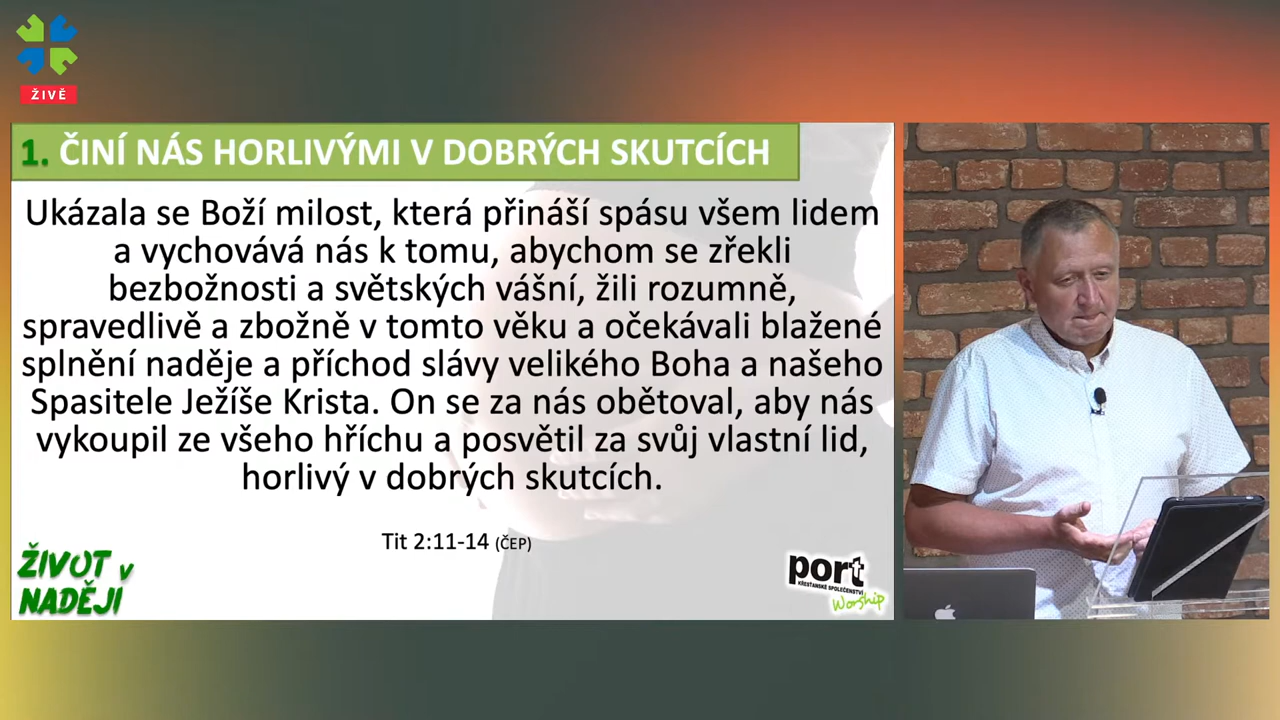 ŽIVĚ
1. ČINÍ NÁS HORLIVÝMI V DOBRÝCH SKUTCÍCH
Ukázala se Boží milost, která přináší spásu všem lidem
a vychovává nás k tomu, abychom se zřekli
bezbožnosti a světských vášní, žili rozumně,
spravedlivě a zbožně v tomto věku a očekávali blažené
splnění naděje a příchod slávy velikého Boha a našeho
Spasitele Ježíše Krista. On se za nás obětoval, aby nás
vykoupil ze všeho hříchu a posvětil za svůj vlastní lid,
horlivý v dobrých skutcích.
Tit 2:11-14 (ČEP)
ŽIVOT v
NADĚJI
port
KŘESŤANSKÉ SPOLEČENSTVÍ
Worship